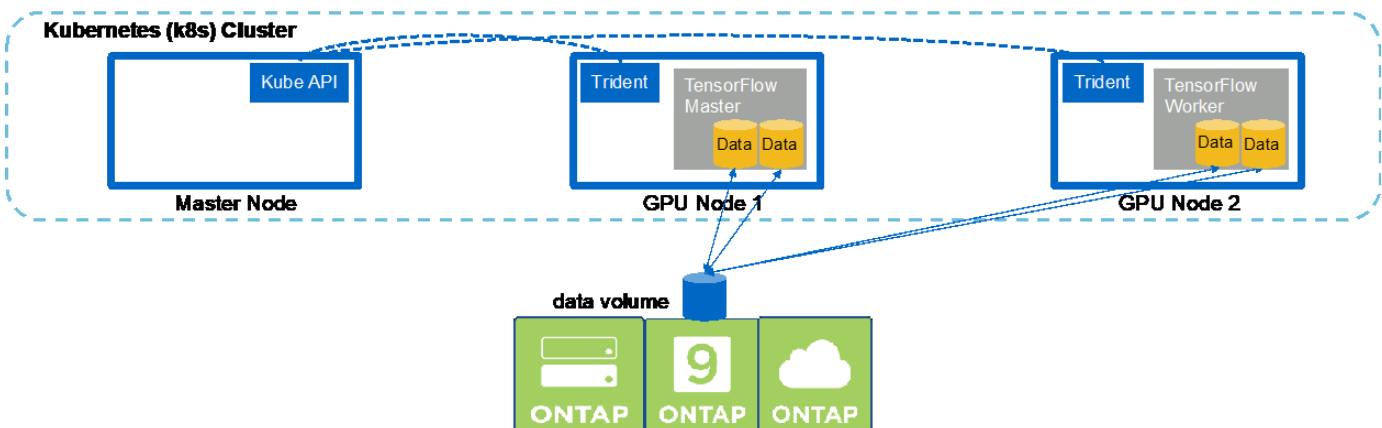 Kubernetes (k8s) Cluster
Kube API
Master Node
Trident
TensorFlow
Master
Data
Data
GPU Node 1
Trident
TensorFlow
Worker
Data
Data
GPU Node 2
data volume
ONTAP
9
ONTAP
ONTAP